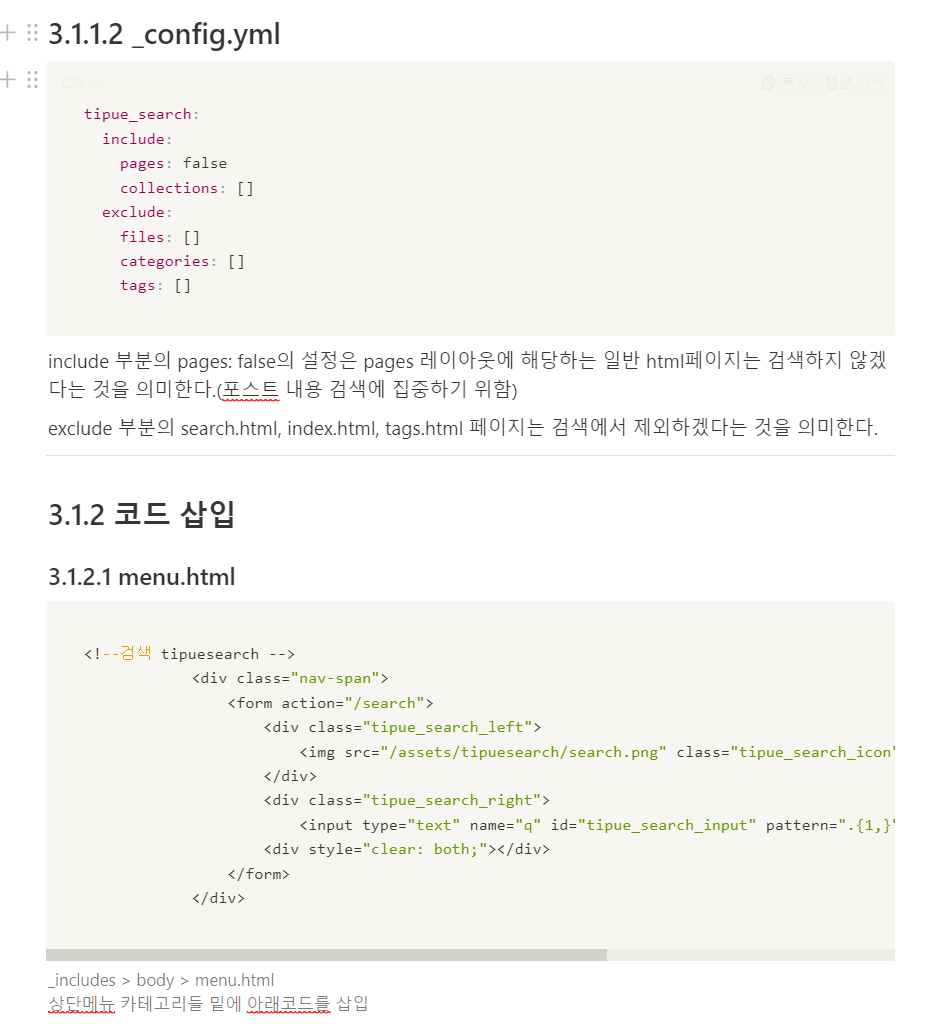 3.1.1.2 _config.yml
CSS
복사 캡션 ···
tipue_search:
  include:
    pages: false
    collections: []
  exclude:
    files: []
    categories: []
    tags: []
include 부분의 pages: false의 설정은 pages 레이아웃에 해당하는 일반 html페이지는 검색하지 않겠
다는 것을 의미한다.(포스트 내용 검색에 집중하기 위함)
exclude 부분의 search.html, index.html, tags.html 페이지는 검색에서 제외하겠다는 것을 의미한다.
3.1.2 코드 삽입
3.1.2.1 menu.html
<!--검색 tipuesearch -->
            <div class="nav-span">
                <form action="/search">
                    <div class="tipue_search_left">
                        <img src="/assets/tipuesearch/search.png" class="tipue_search_icon"
                    </div>
                    <div class="tipue_search_right">
                        <input type="text" name="q" id="tipue_search_input" pattern=".{1,}"
                    <div style="clear: both;"></div>
                </form>
            </div>
_includes > body > menu.html
상단메뉴 카테고리들 밑에 아래코드를 삽입